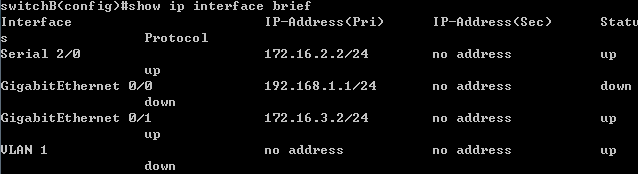 switchB(config)#show ip interface brief
Interface IP-Address(Pri) IP-Address(Sec) Statu
s Protocol
Serial 2/0 172.16.2.2/24 no address up
up
GigabitEthernet 0/0 192.168.1.1/24 no address down
down
GigabitEthernet 0/1 172.16.3.2/24 no address up
up
VLAN 1 no address no address up
down